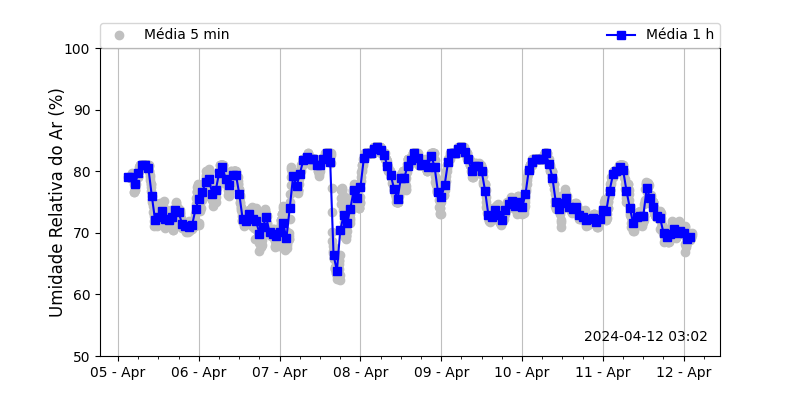 Média 5 min
Média 1 h
Umidade Relativa do Ar (%)
100
90
80
70
60
50
2024-04-12 03:02
05 - Apr
06 - Apr
07 - Apr
08 - Apr
09 - Apr
10 - Apr
11 - Apr
12 - Apr